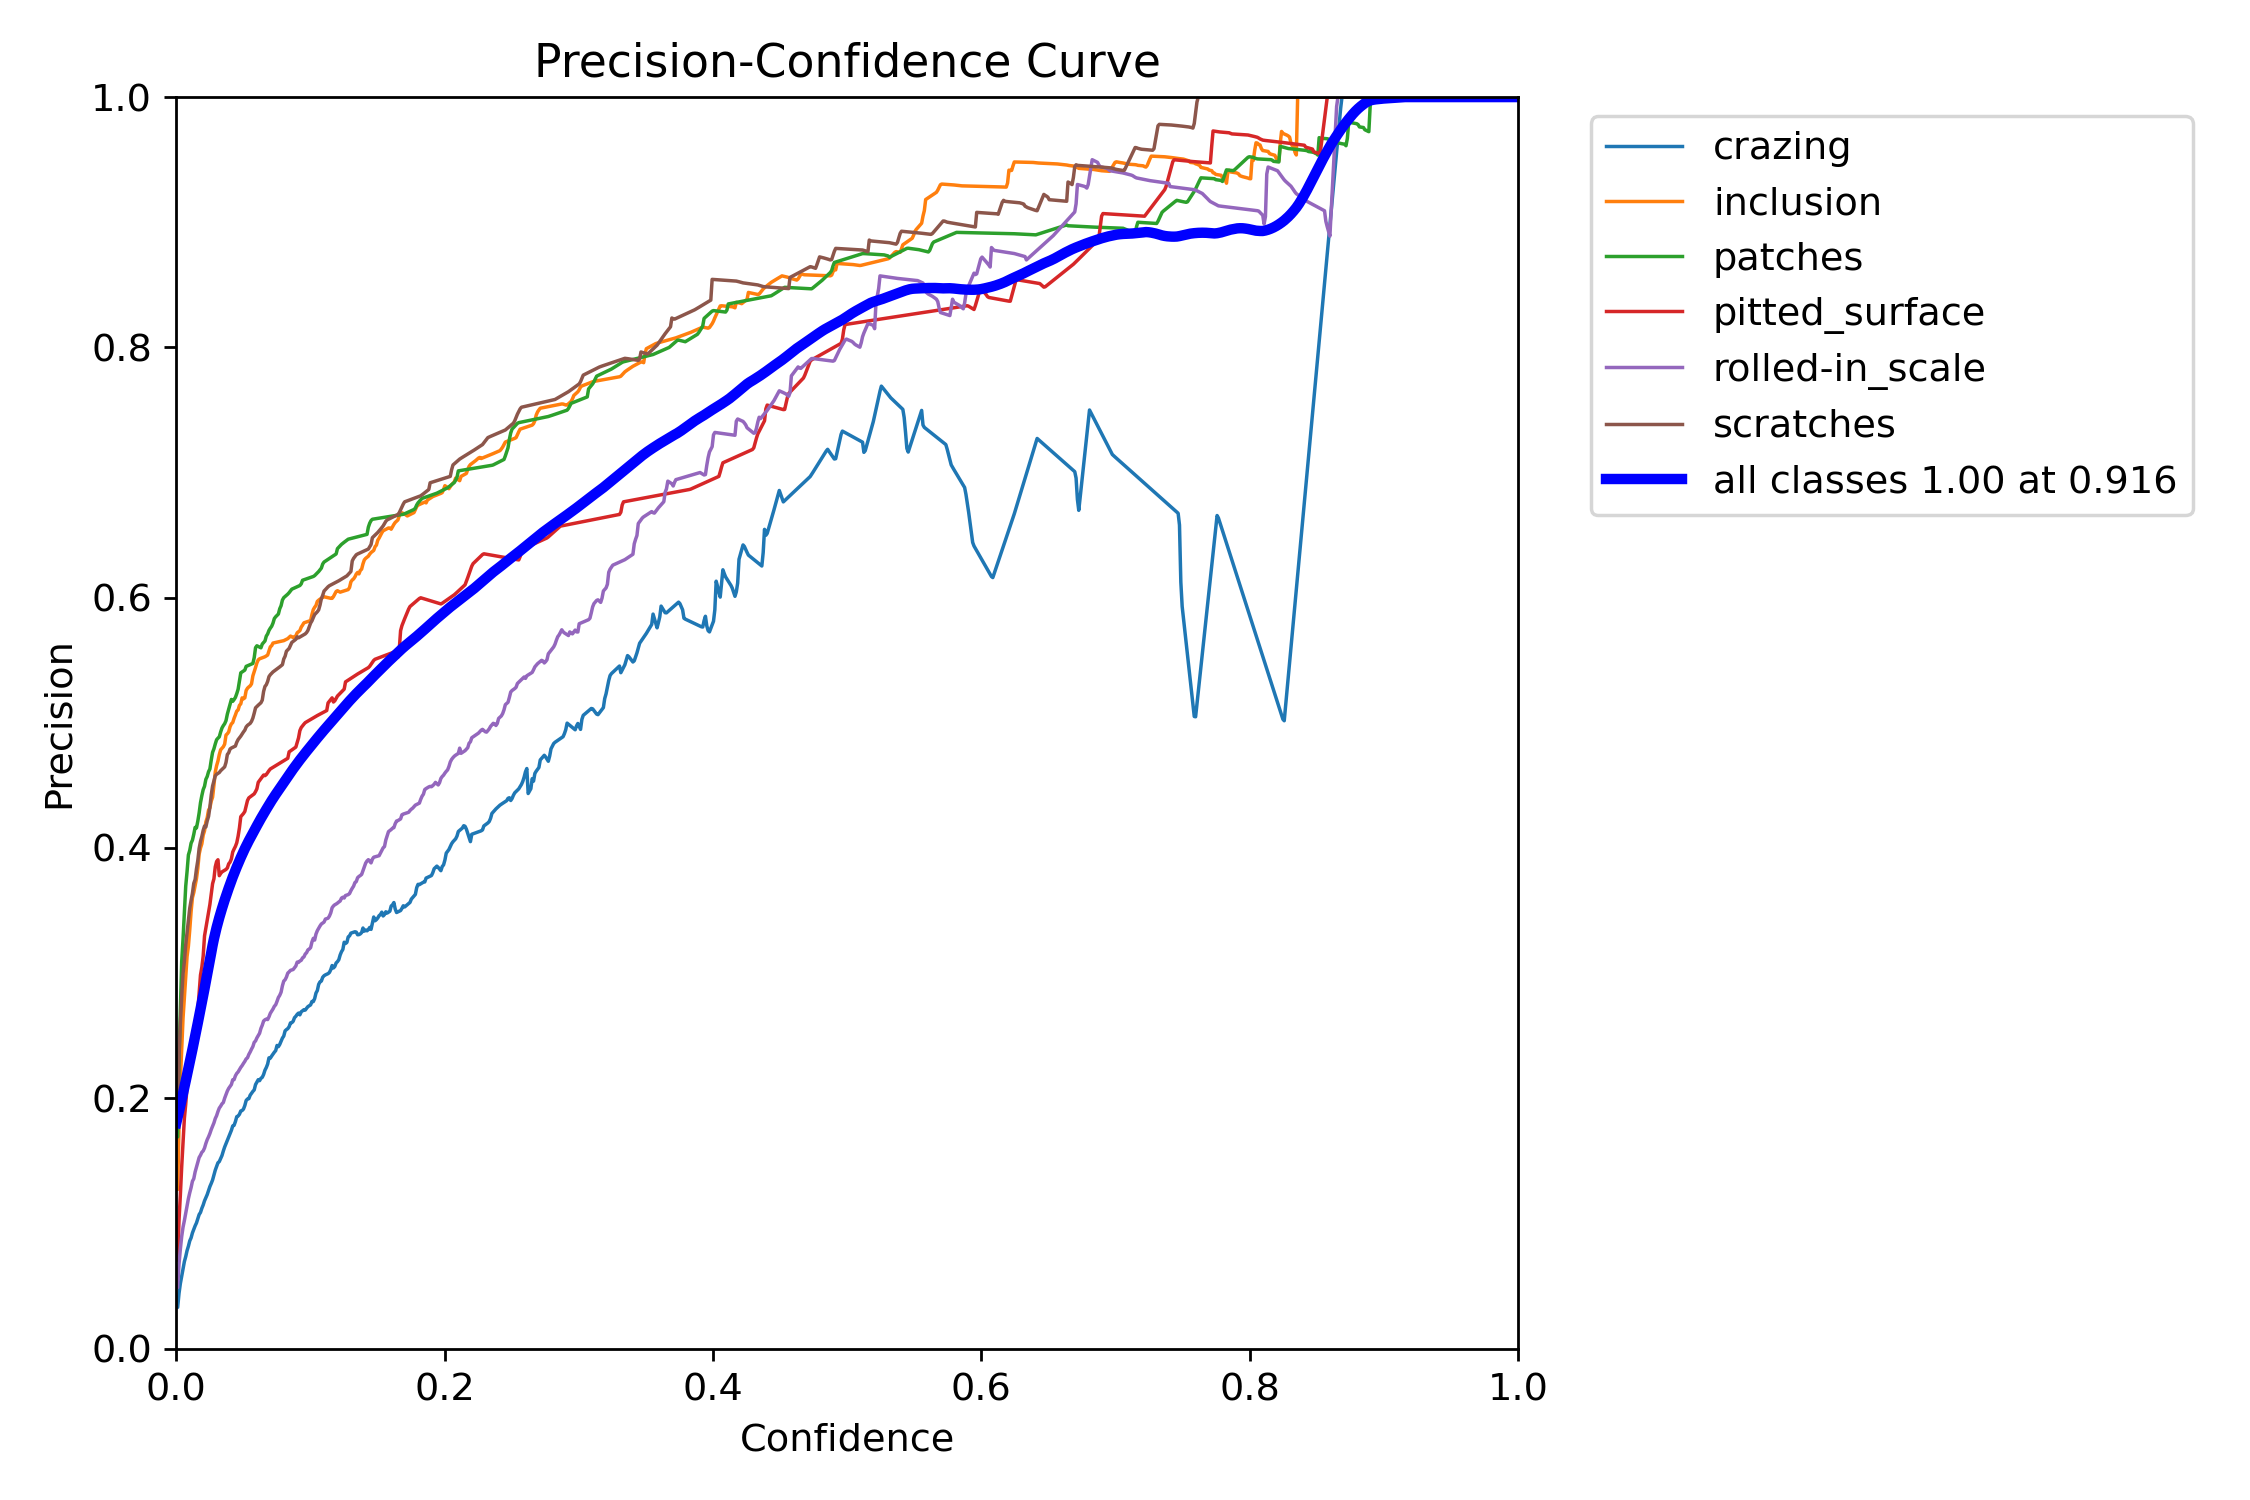 Precision-Confidence Curve
1.0
0.8
0.6
0.4
0.2
0.0
Precision
0.0 0.2 0.4 0.6 0.8 1.0
Confidence
crazing
inclusion
patches
pitted_surface
rolled-in_scale
scratches
all classes 1.00 at 0.916